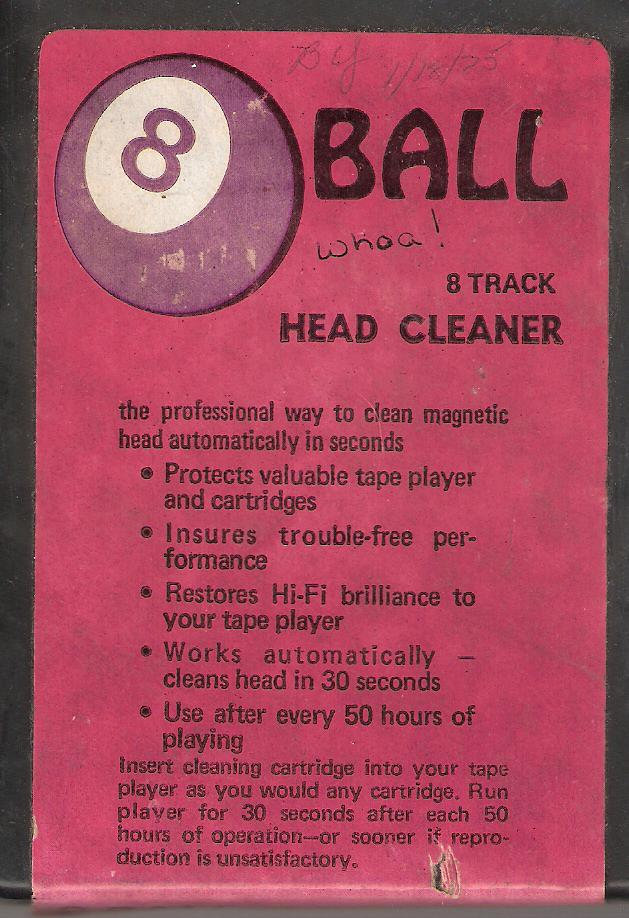 1/18/75
8
BALL
whoa!
8 TRACK
HEAD CLEANER
the professional way to clean magnetic
head automatically in seconds
• Protects valuable tape player
and cartridges
• Insures trouble-free per-
formance
• Restores Hi-Fi brilliance to
your tape player
• Works automatically —
cleans head in 30 seconds
• Use after every 50 hours of
playing
Insert cleaning cartridge into your tape
player as you would any cartridge. Run
player for 30 seconds after each 50
hours of operation—or sooner if repro-
duction is unsatisfactory.